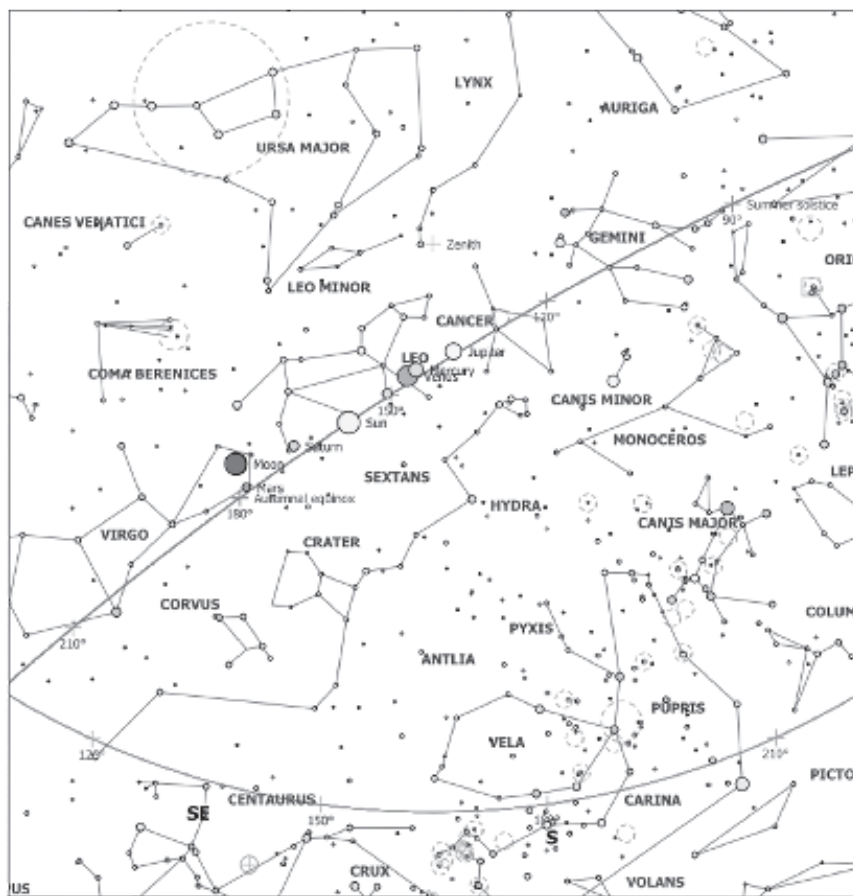 LYNX
AURIGA
URSA MAJOR
Summer solstice
90°
CANES VENATICI
GEMINI
Zenith
ORI
LEO MINOR
120°
CANCER
LEO
Jupiter
Mercury
Venus
COMA BERENICES
150°
CANIS MINOR
Sun
MONOCEROS
Saturn
Moon
SEXTANS
LEP
Mars
Autumnal equinox
180°
HYDRA
CANIS MAJOR
VIRGO
CRATER
CORVUS
COLUM
210°
PYXIS
ANTLIA
PUPRIS
VELA
120°
210°
PICTO
CENTAURUS
CARINA
SE
150°
S
CRUX
VOLANS
US